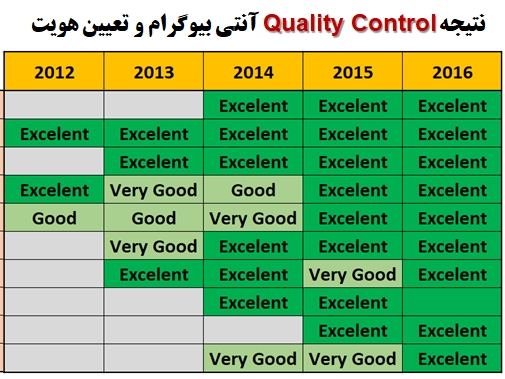 نتیجه Quality Control آنتی بیوگرام و تعیین هویت
2012 2013 2014 2015 2016
Excelent Excelent Excelent
Excelent Excelent Excelent Excelent Excelent
Excelent Excelent Excelent Excelent
Excelent Very Good Good Excelent Excelent
Good Good Very Good Excelent Excelent
Very Good Excelent Excelent Excelent
Excelent Excelent Very Good Excelent
Excelent Excelent
Excelent Excelent
Very Good Very Good Excelent